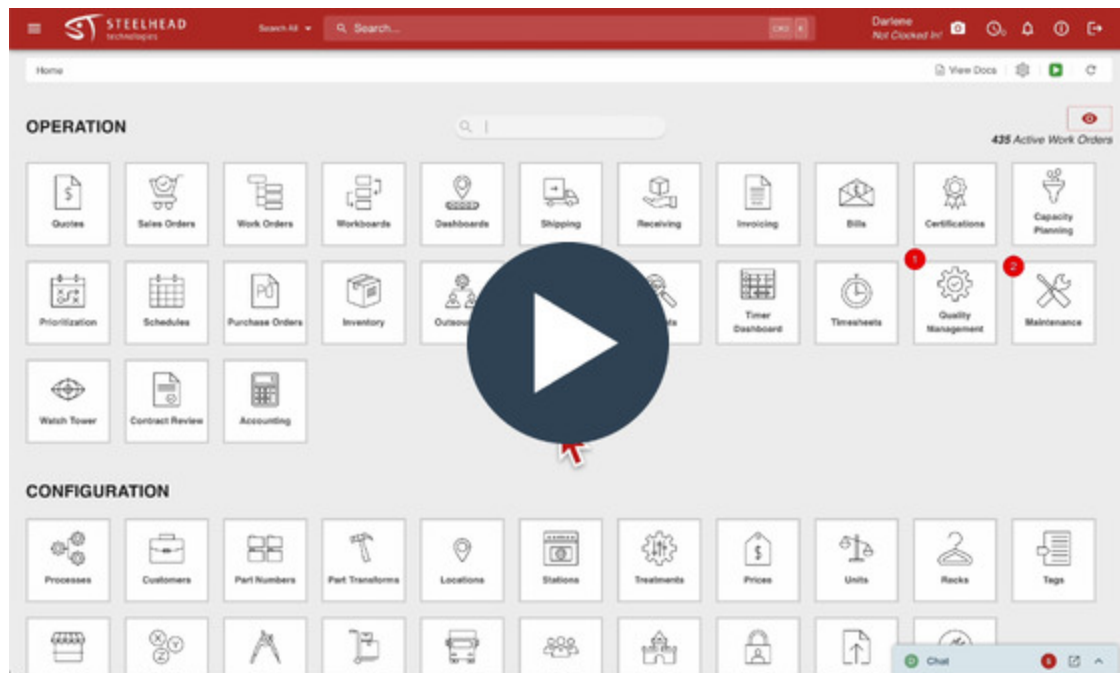 STEELHEAD
technologies
Search All
Search...
Darlene
Not Clocked In!
Home
View Docs
OPERATION
435 Active Work Orders
Quotes
Sales Orders
Work Orders
Workboards
Dashboards
Shipping
Receiving
Invoicing
Bills
Certifications
Capacity
Planning
1
2
Prioritization
Schedules
Purchase Orders
Inventory
Timer
Dashboard
Timesheets
Quality
Management
Maintenance
Watch Tower
Contract Review
Accounting
CONFIGURATION
Processes
Customers
Part Numbers
Part Transforms
Locations
Stations
Treatments
Prices
Units
Racks
Tags
Chat